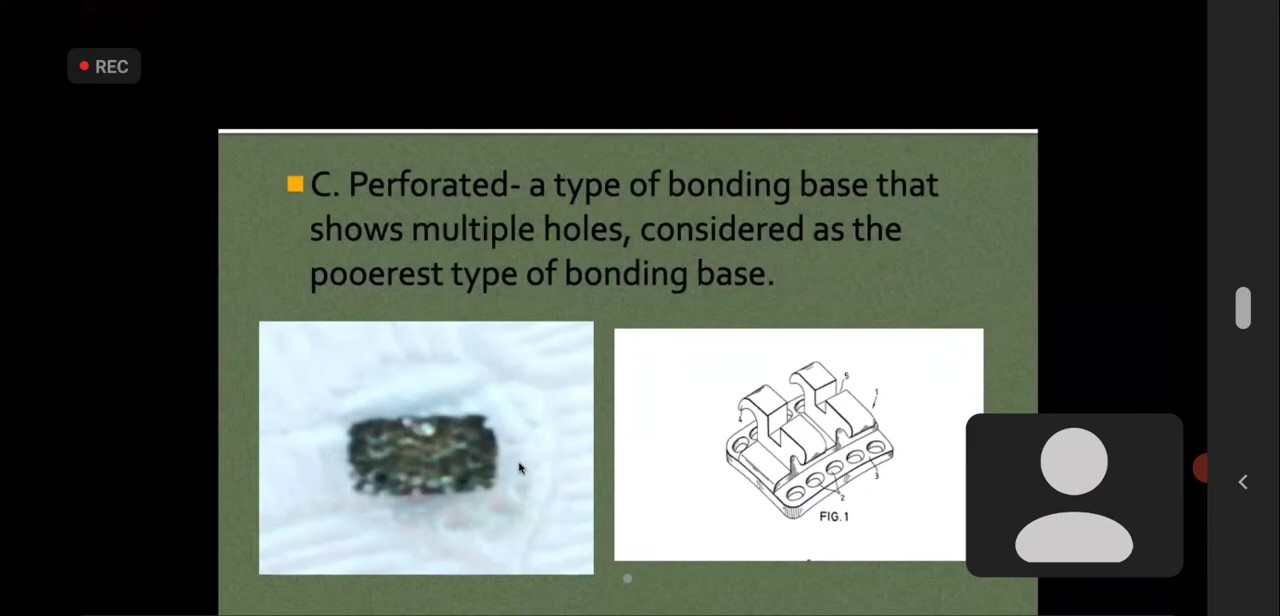 REC
C. Perforated- a type of bonding base that
shows multiple holes, considered as the
pooerest type of bonding base.
5
1
4
3
2
FIG.1